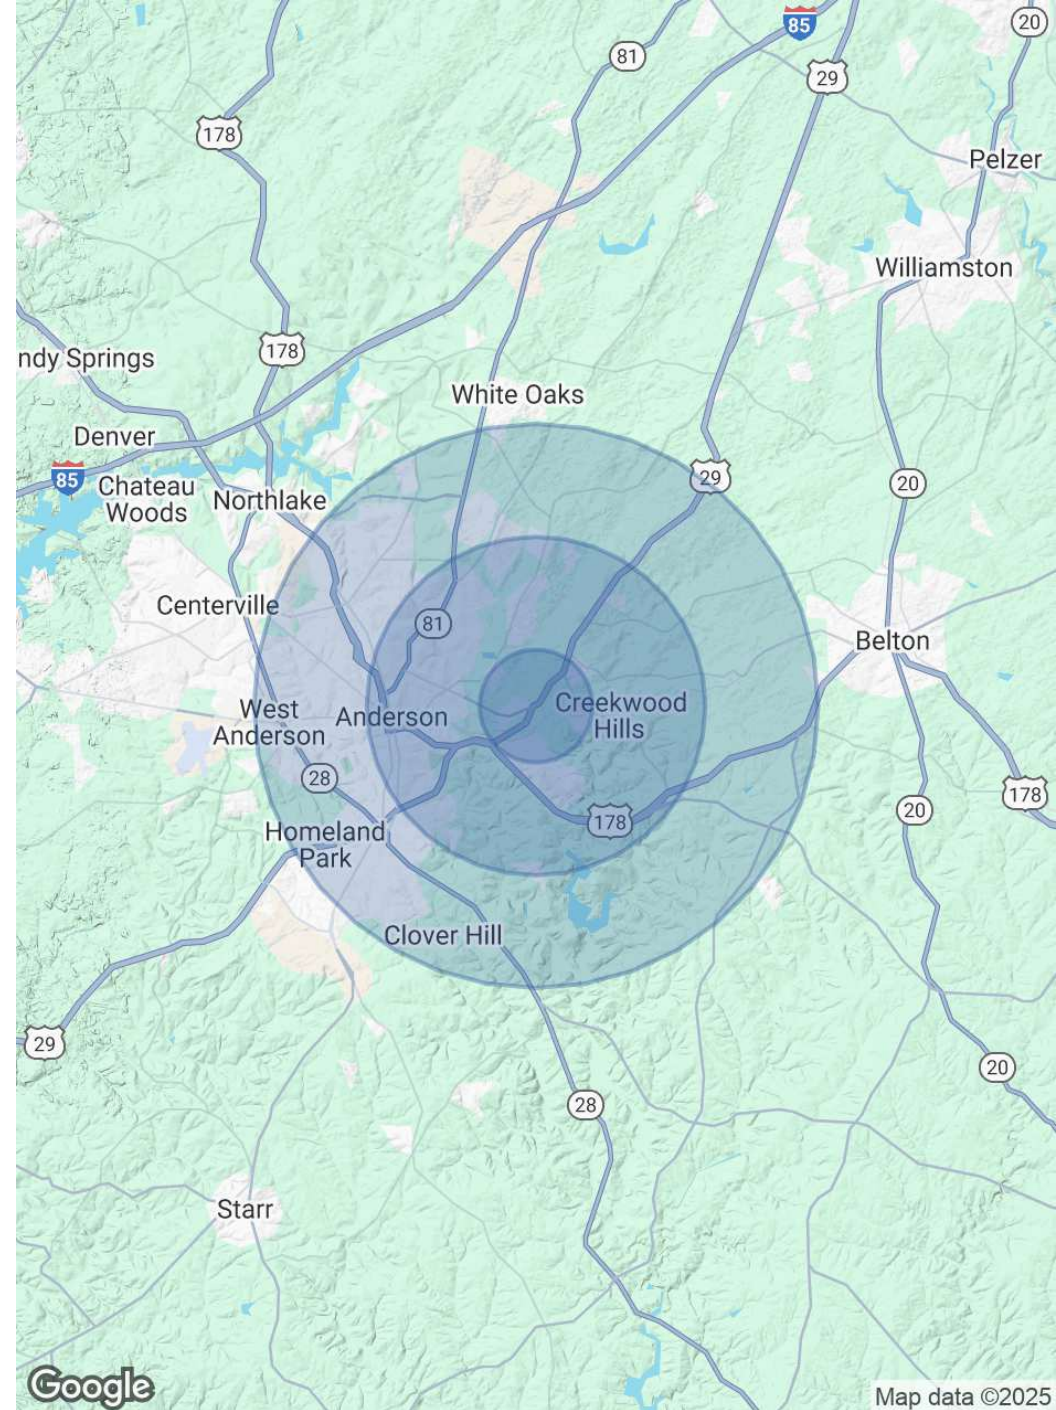 85
20
81
29
178
Pelzer
Williamston
178
ndy Springs
White Oaks
Denver
85
29
20
Chateau
Woods
Northlake
Centerville
81
Belton
West
Anderson
Anderson
Creekwood
Hills
28
178
178
20
Homeland
Park
Clover Hill
29
20
28
Starr
Google
Map data ©2025